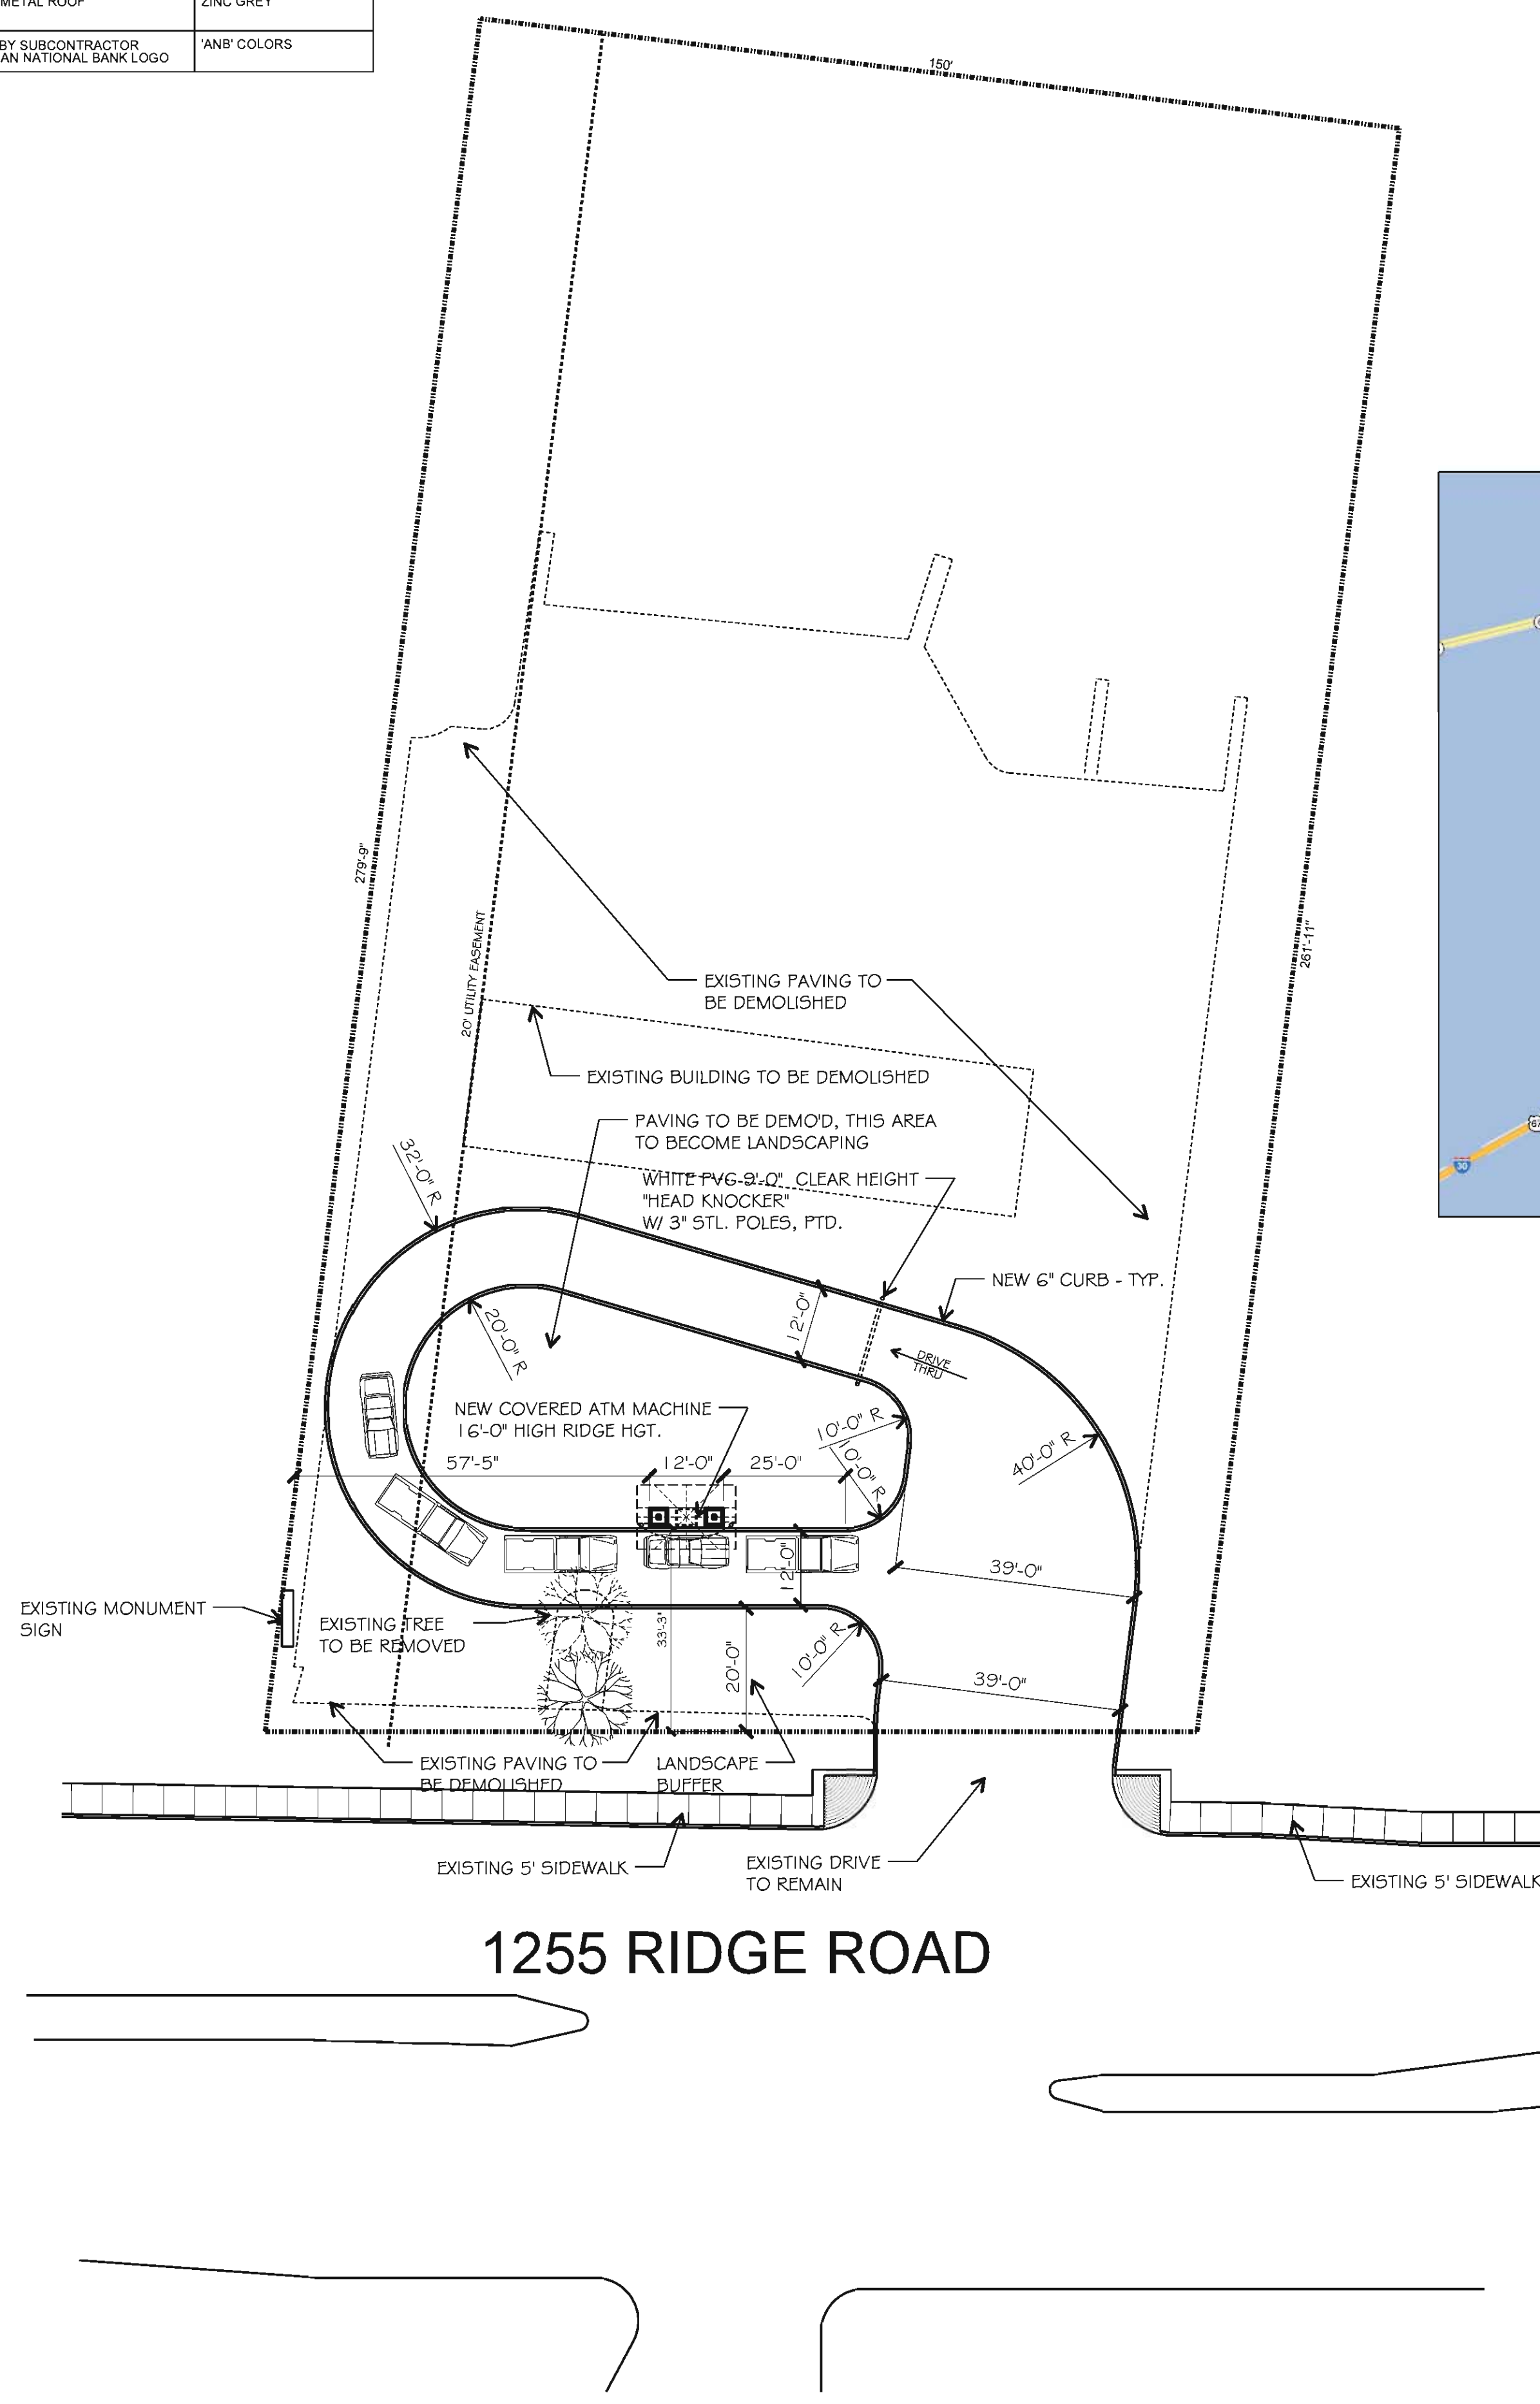 METAL ROOF
ZINC GREY
BY SUBCONTRACTOR
AN NATIONAL BANK LOGO
'ANB' COLORS
150'
279'-9"
20' UTILITY EASEMENT
261'-11"
EXISTING PAVING TO
BE DEMOLISHED
EXISTING BUILDING TO BE DEMOLISHED
PAVING TO BE DEMO'D, THIS AREA
TO BECOME LANDSCAPING
WHITE PVC 9'-0" CLEAR HEIGHT
"HEAD KNOCKER"
W/ 3" STL. POLES, PTD.
32'-0" R
NEW 6" CURB - TYP.
12'-0"
20'-0" R
DRIVE
THRU
NEW COVERED ATM MACHINE
16'-0" HIGH RIDGE HGT.
10'-0" R
10'-0" R
40'-0" R
57'-5"
12'-0"
25'-0"
12'-0"
39'-0"
EXISTING MONUMENT
SIGN
EXISTING TREE
TO BE REMOVED
33'-3"
20'-0"
10'-0" R
39'-0"
EXISTING PAVING TO
BE DEMOLISHED
LANDSCAPE
BUFFER
EXISTING 5' SIDEWALK
EXISTING DRIVE
TO REMAIN
EXISTING 5' SIDEWALK
1255 RIDGE ROAD
30
67